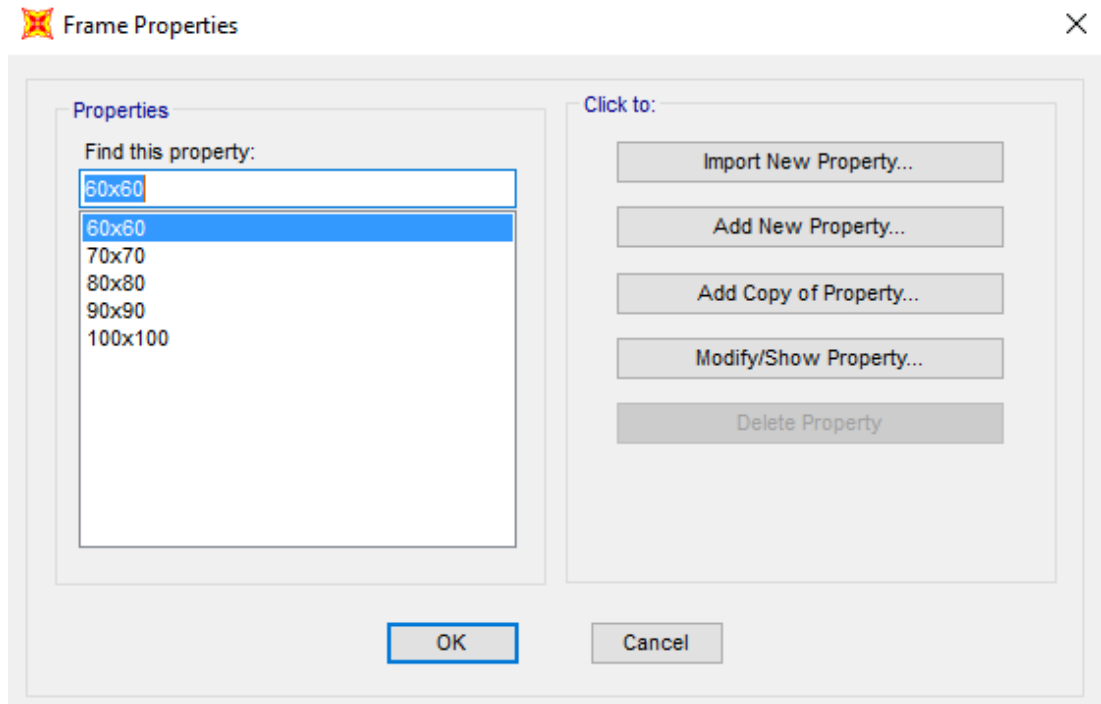 Frame Properties
Properties
Find this property:
60x60
60x60
70x70
80x80
90x90
100x100
Click to:
Import New Property...
Add New Property...
Add Copy of Property...
Modify/Show Property...
Delete Property
OK
Cancel